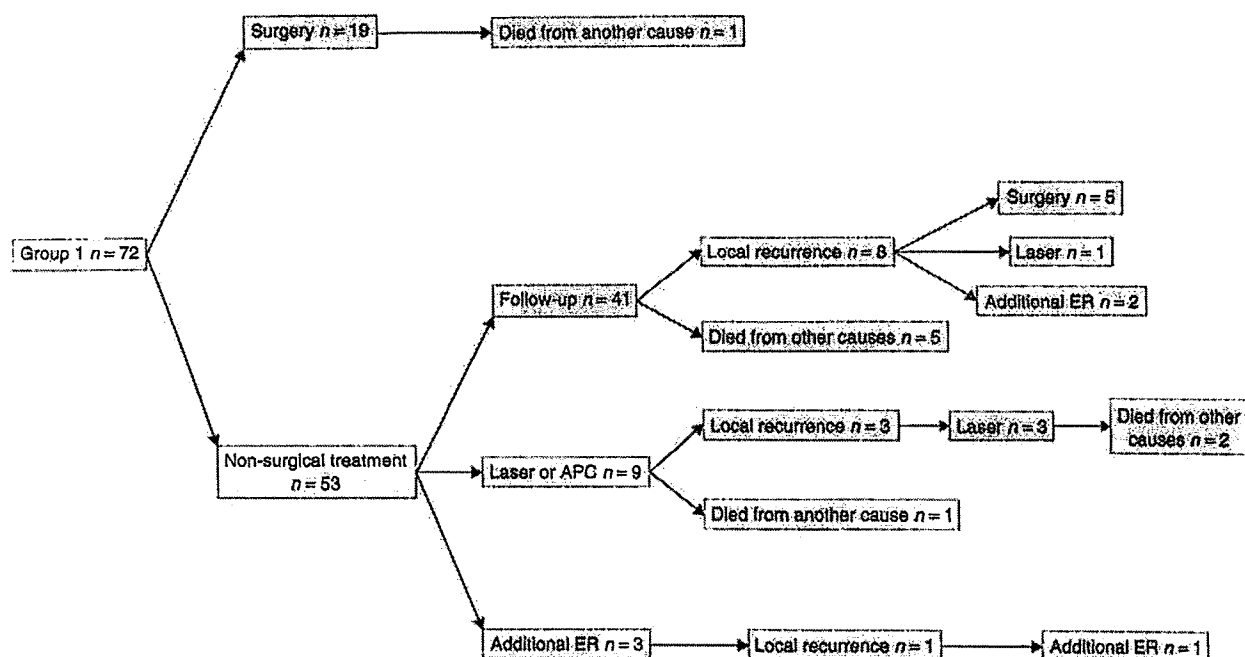 Surgery n = 19
Died from another cause n = 1
Group 1 n = 72
Surgery n = 5
Local recurrence n = 8
Laser n = 1
Follow-up n = 41
Additional ER n = 2
Died from other causes n = 5
Non-surgical treatment
n = 53
Laser or APC n = 9
Local recurrence n = 3
Laser n = 3
Died from other
causes n = 2
Died from another cause n = 1
Additional ER n = 3
Local recurrence n = 1
Additional ER n = 1